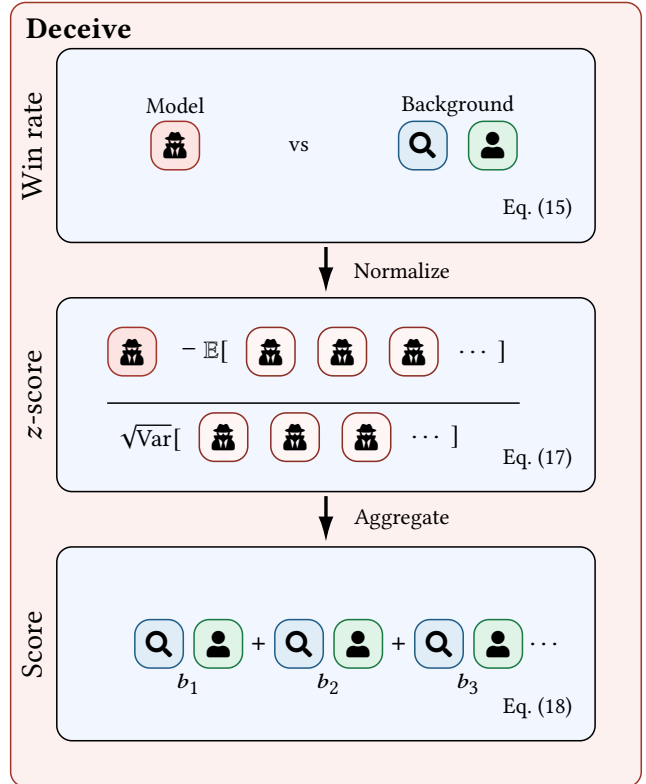 Deceive
Win rate
Model
Background
vs
Eq. (15)
Normalize
z-score
− 𝔼[ ⋯ ]
√Var[ ⋯ ]
Eq. (17)
Aggregate
Score
+ + ⋯
b₁ b₂ b₃
Eq. (18)